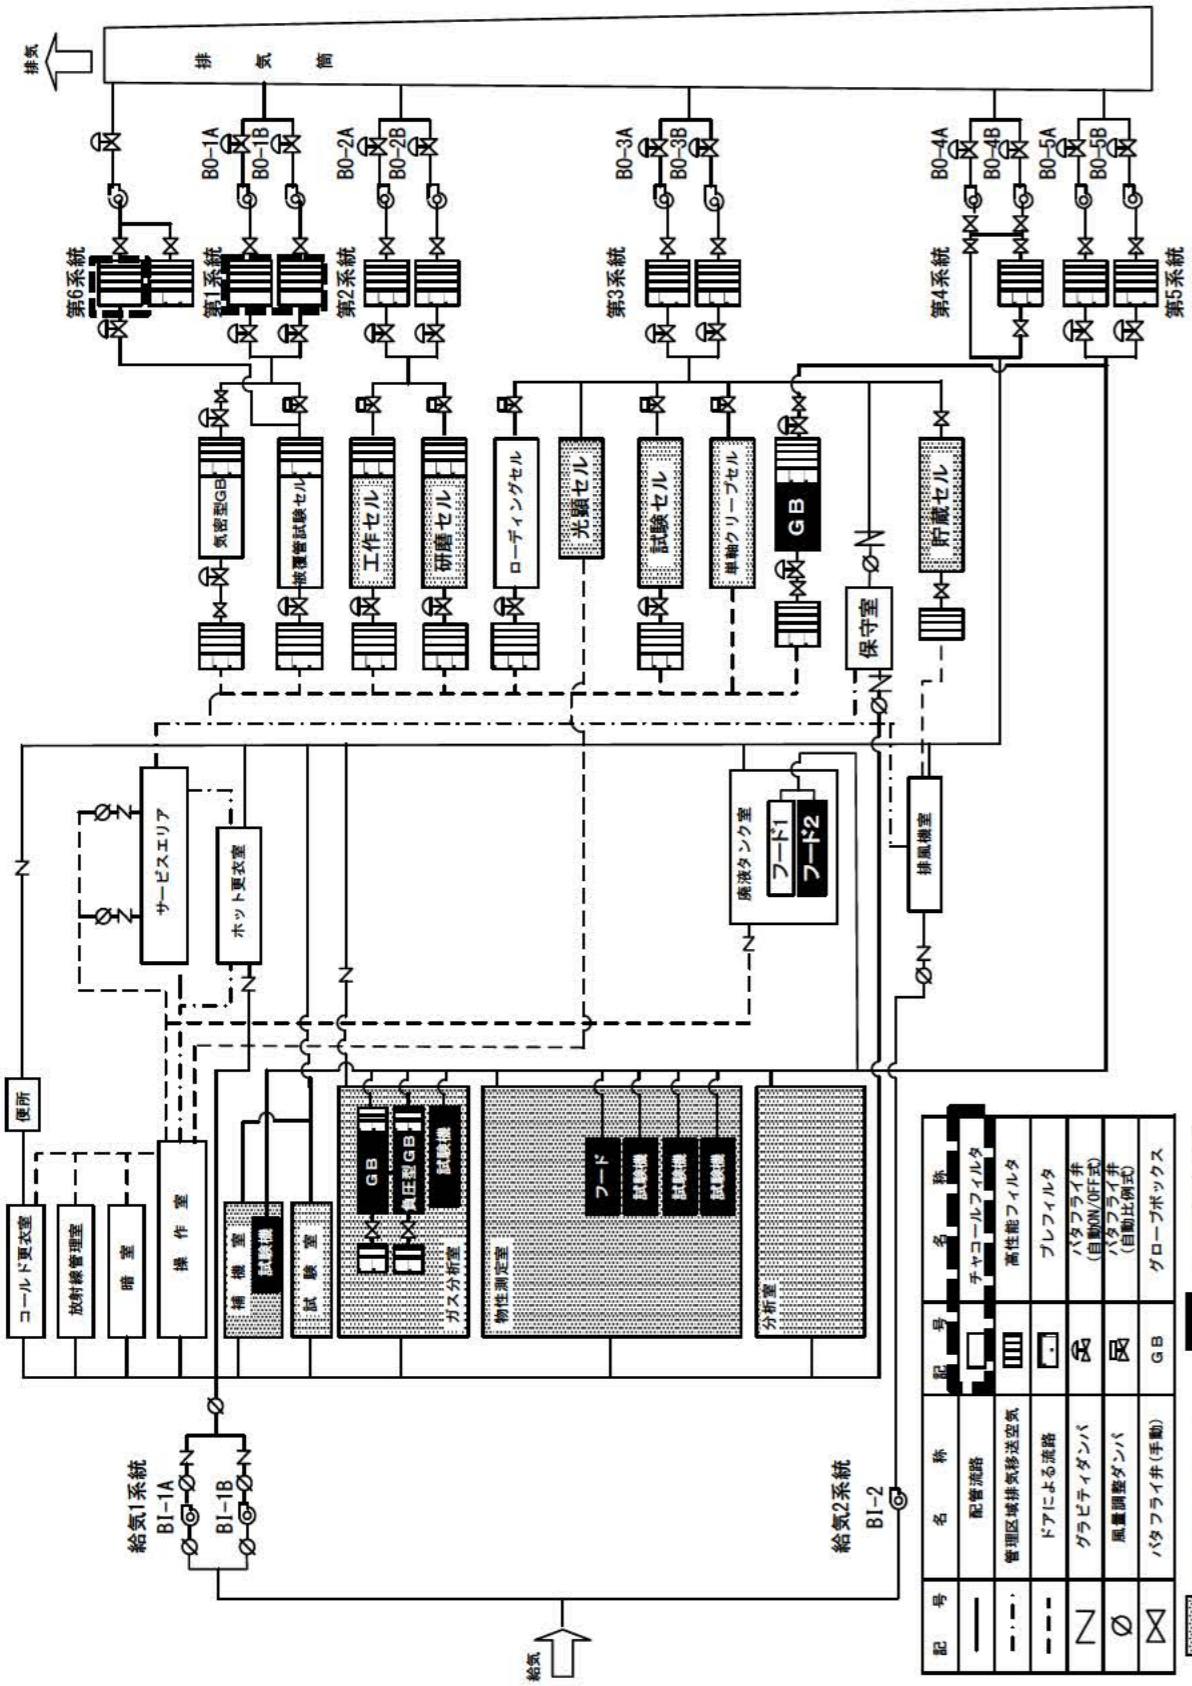 排気
排気筒
BO-1A
BO-1B
BO-2A
BO-2B
BO-3A
BO-3B
BO-4A
BO-4B
BO-5A
BO-5B
第6系統
第1系統
第2系統
第3系統
第4系統
第5系統
気密型GB
被覆管試験セル
工作セル
研磨セル
ローディングセル
光顕セル
試験セル
単軸クリープセル
GB
保守室
貯蔵セル
サービスエリア
ホット更衣室
廃液タンク室
フード1
フード2
排風機室
便所
コールド更衣室
放射線管理室
暗室
操作室
補機室
試験機
試験室
GB
負圧型GB
試験機
ガス分析室
物性測定室
フード
試験機
試験機
試験機
分析室
給気1系統
BI-1A
BI-1B
給気2系統
BI-2
給気
記号 名称 記号 名称
配管流路 チャコールフィルタ
管理区域排気移送空気 高性能フィルタ
ドアによる流路 プレフィルタ
グラビティダンパ バタフライ弁
(自動ON/OFF式)
風量調整ダンパ バタフライ弁
(自動比例式)
バタフライ弁(手動) GB グローブボックス